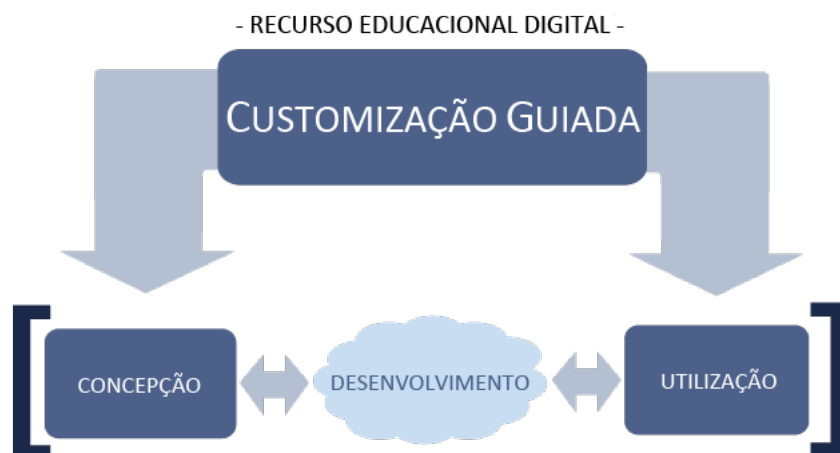 - RECURSO EDUCACIONAL DIGITAL -
CUSTOMIZAÇÃO GUIADA
CONCEPÇÃO
DESENVOLVIMENTO
UTILIZAÇÃO